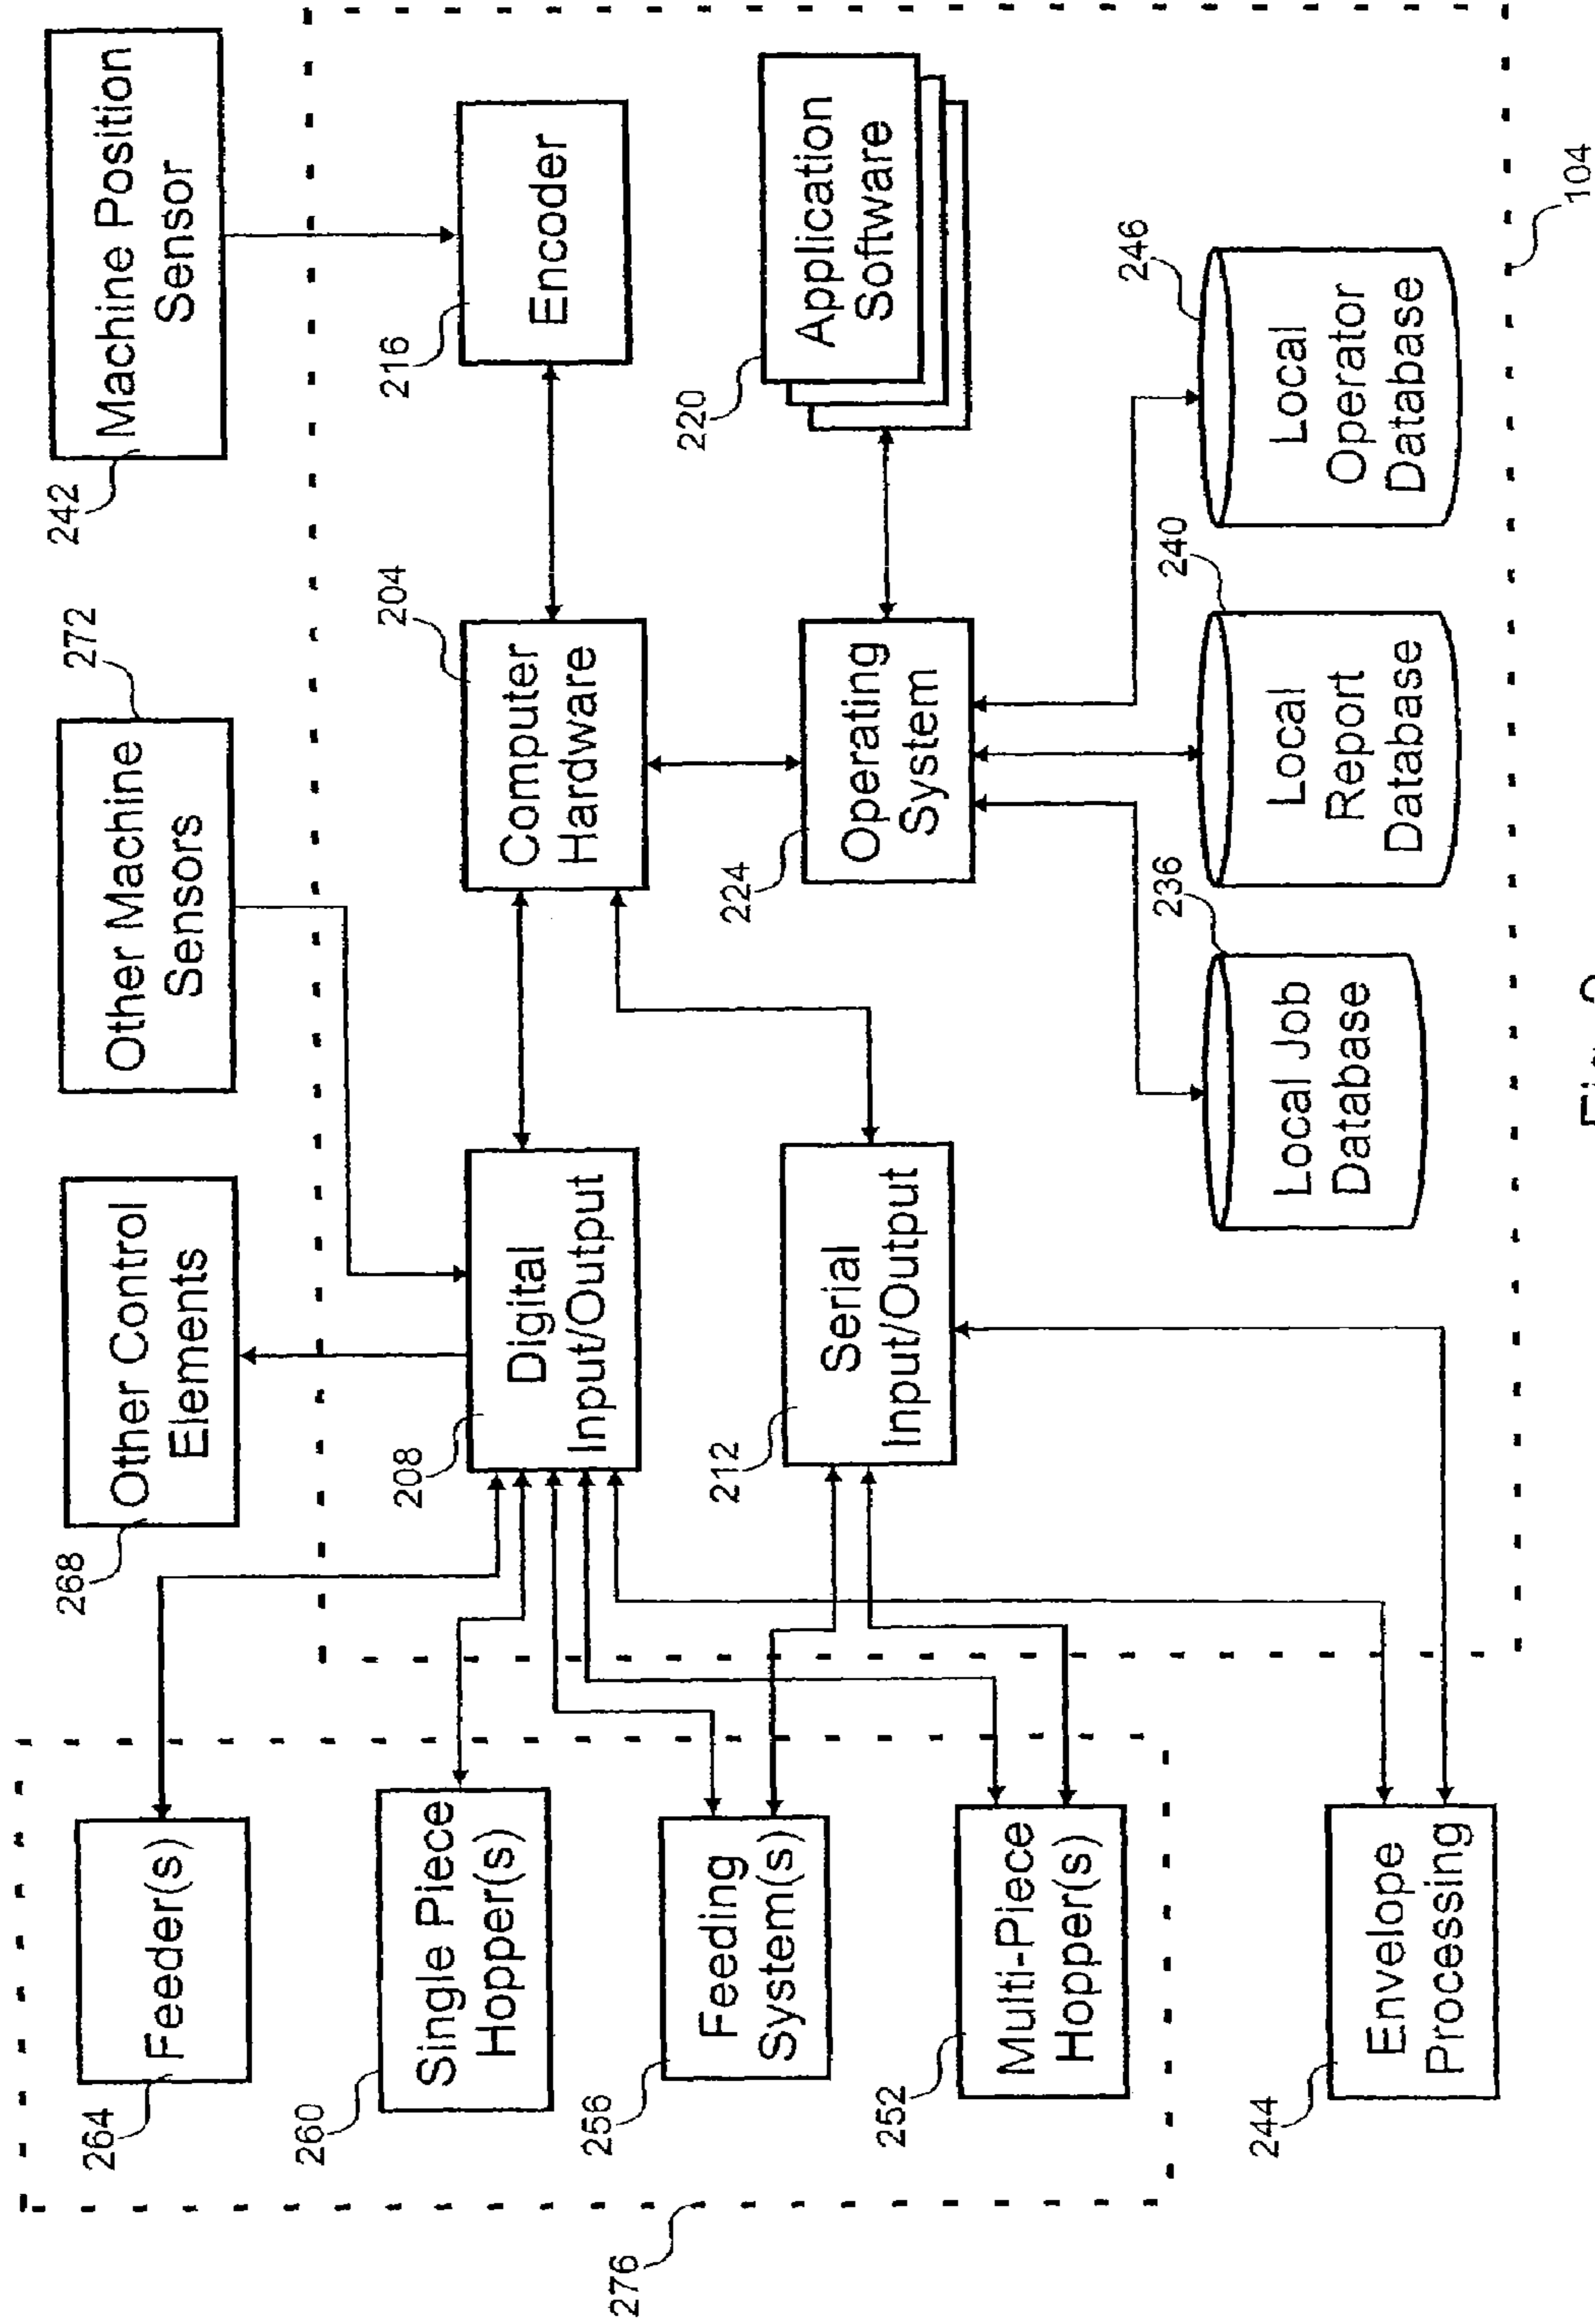 242
Machine Position
Sensor
272
Other Machine
Sensors
268
Other Control
Elements
264
Feeder(s)
260
Single Piece
Hopper(s)
256
Feeding
System(s)
252
Multi-Piece
Hopper(s)
244
Envelope
Processing
276
208
Digital
Input/Output
212
Serial
Input/Output
204
Computer
Hardware
216
Encoder
224
Operating
System
220
Application
Software
236
Local Job
Database
240
Local
Report
Database
246
Local
Operator
Database
104